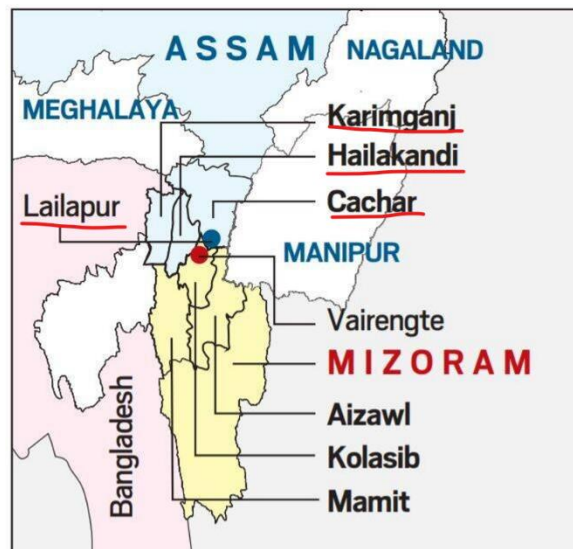 ASSAM
NAGALAND
MEGHALAYA
Karimganj
Hailakandi
Lailapur
Cachar
MANIPUR
Vairengte
MIZORAM
Bangladesh
Aizawl
Kolasib
Mamit